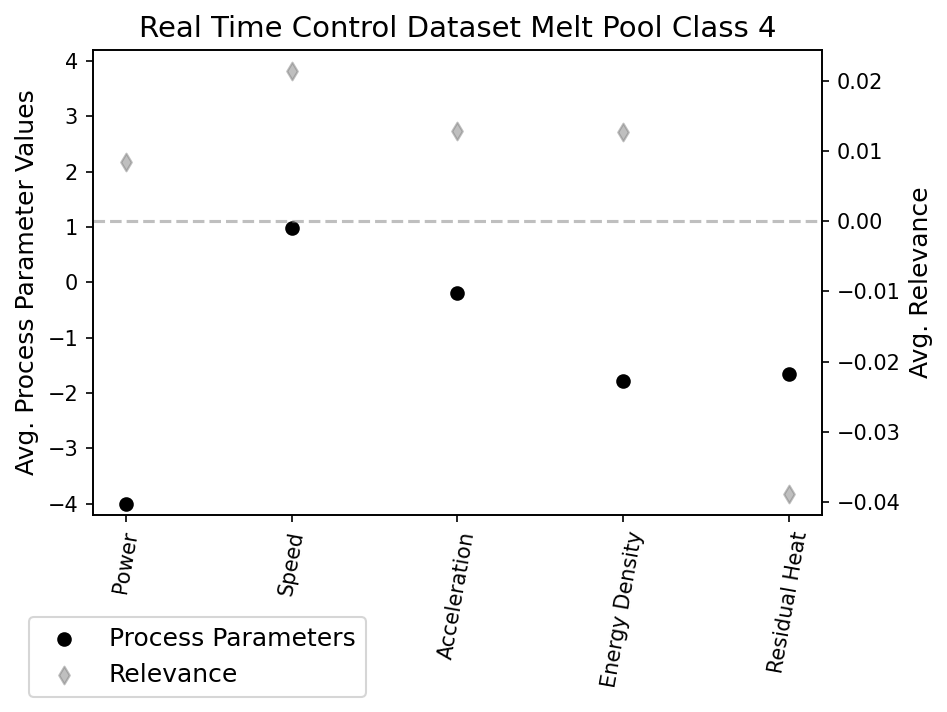 Real Time Control Dataset Melt Pool Class 4
Avg. Process Parameter Values
4
3
2
1
0
−1
−2
−3
−4
0.02
0.01
0.00
−0.01
−0.02
−0.03
−0.04
Avg. Relevance
Power
Speed
Acceleration
Energy Density
Residual Heat
Process Parameters
Relevance